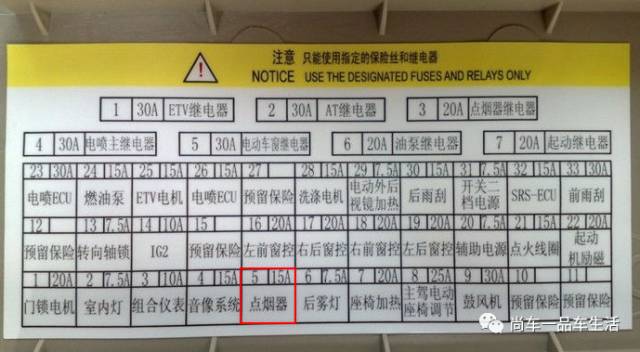 注意 只能使用指定的保险丝和继电器
NOTICE USE THE DESIGNATED FUSES AND RELAYS ONLY
1 30A ETV继电器 2 30A AT继电器 3 20A 点烟器继电器
4 30A 电喷主继电器 5 30A 电动车窗继电器 6 20A 油泵继电器 7 20A 起动继电器
23 30A 24 15A 25 15A 26 15A 27 28 15A 29 7.5A 30 15A 31 7.5A 32 15A 33 30A
电喷ECU 燃油泵 ETV电机 电喷ECU 预留保险 洗涤电机 电动外后视镜加热 后雨刮 开关二档电源 SRS-ECU 前雨刮
12 13 7.5A 14 10A 15 16 20A 17 20A 18 20A 19 20A 20 7.5A 21 15A 22 20A
预留保险 转向轴锁 IG2 预留保险 左前窗控 右后窗控 右前窗控 左后窗控 辅助电源 点火线圈 起动机励磁
1 20A 2 7.5A 3 10A 4 15A 5 15A 6 7.5A 7 20A 8 25A 9 30A 10 11
门锁电机 室内灯 组合仪表 音像系统 点烟器 后雾灯 座椅加热 主驾电动座椅调节 鼓风机 预留保险 预留保险
尚车一品车生活